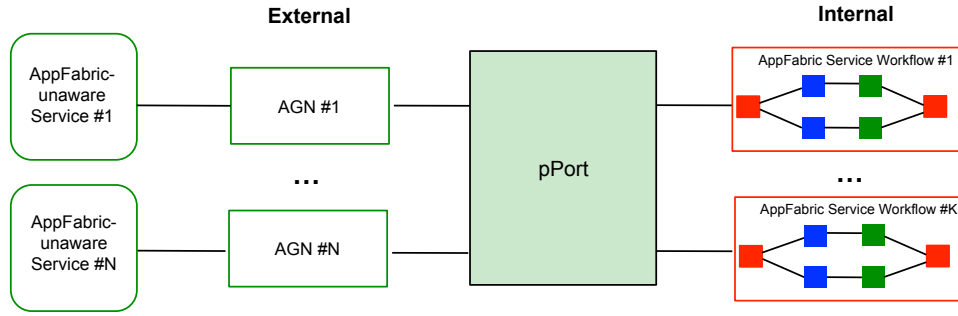 External
Internal
AppFabric-
unaware
Service #1
AGN #1
pPort
AppFabric Service Workflow #1
...
...
AppFabric-
unaware
Service #N
AGN #N
AppFabric Service Workflow #K